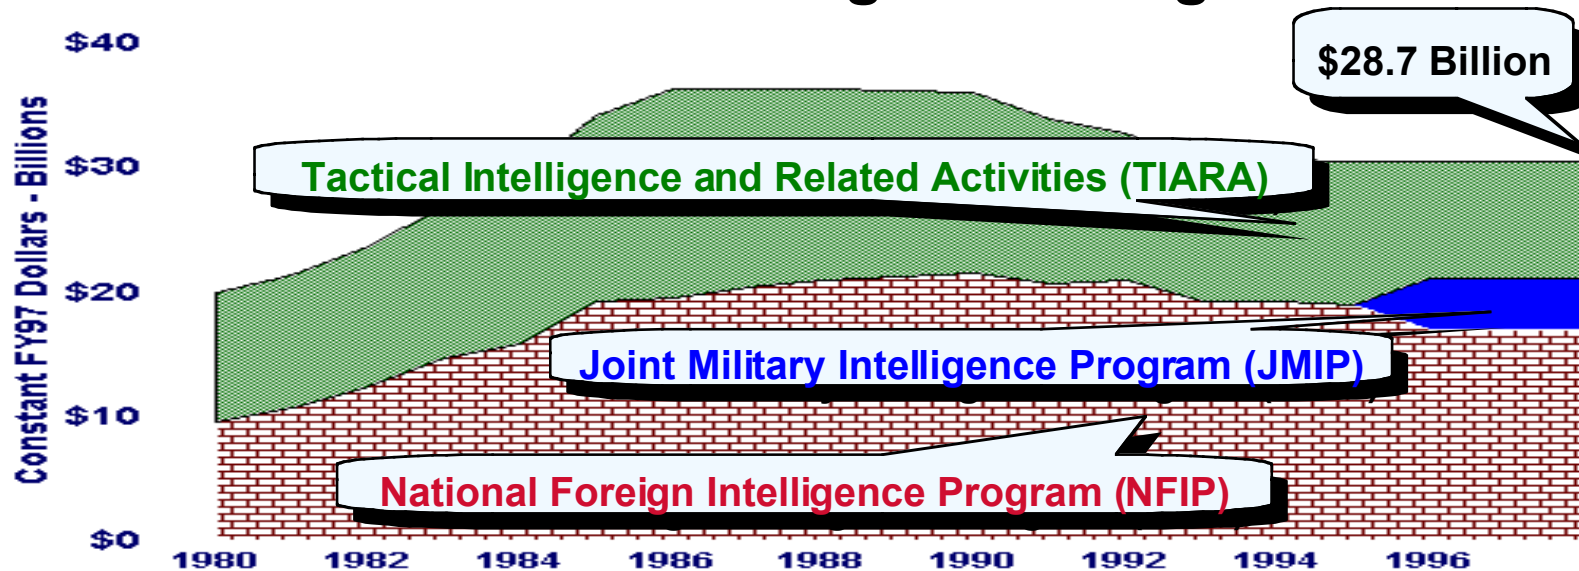 $40
$28.7 Billion
$30
Tactical Intelligence and Related Activities (TIARA)
Constant FY97 Dollars - Billions
$20
Joint Military Intelligence Program (JMIP)
$10
National Foreign Intelligence Program (NFIP)
$0
1980 1982 1984 1986 1988 1990 1992 1994 1996